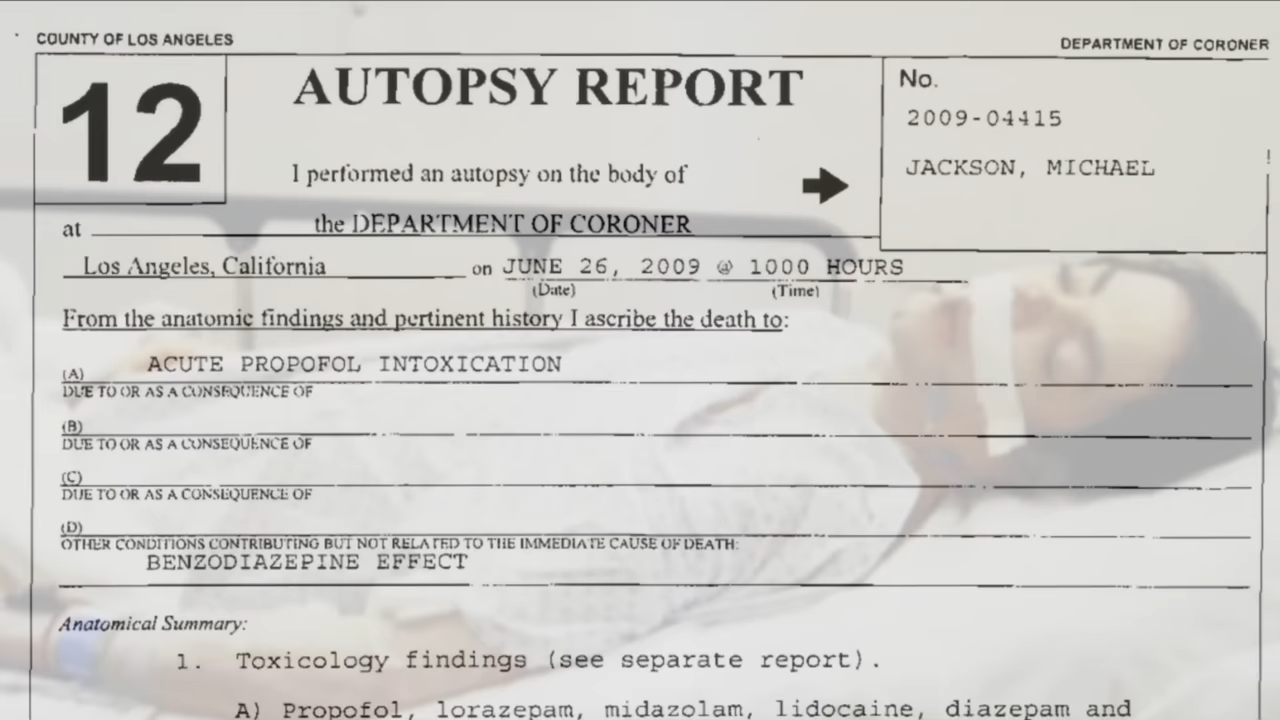 COUNTY OF LOS ANGELES
DEPARTMENT OF CORONER
12
AUTOPSY REPORT
No.
2009-04415
JACKSON, MICHAEL
I performed an autopsy on the body of
at the DEPARTMENT OF CORONER
Los Angeles, California on JUNE 26, 2009 @ 1000 HOURS
(Date) (Time)
From the anatomic findings and pertinent history I ascribe the death to:
(A) ACUTE PROPOFOL INTOXICATION
DUE TO OR AS A CONSEQUENCE OF
(B)
DUE TO OR AS A CONSEQUENCE OF
(C)
DUE TO OR AS A CONSEQUENCE OF
(D)
OTHER CONDITIONS CONTRIBUTING BUT NOT RELATED TO THE IMMEDIATE CAUSE OF DEATH:
BENZODIAZEPINE EFFECT
Anatomical Summary:
1. Toxicology findings (see separate report).
A) Propofol, lorazepam, midazolam, lidocaine, diazepam and